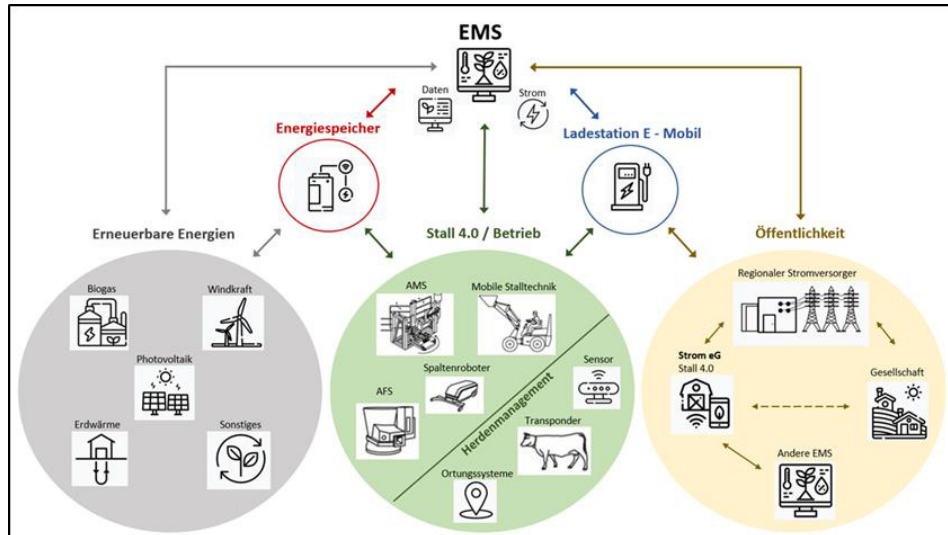 EMS
Daten
Strom
Energiespeicher
Ladestation E - Mobil
Erneuerbare Energien
Stall 4.0 / Betrieb
Öffentlichkeit
Biogas
Windkraft
Photovoltaik
Erdwärme
Sonstiges
AMS
Mobile Stalltechnik
Spaltenroboter
AFS
Herdenmanagement
Sensor
Transponder
Ortungssysteme
Regionaler Stromversorger
Strom eG
Stall 4.0
Gesellschaft
Andere EMS